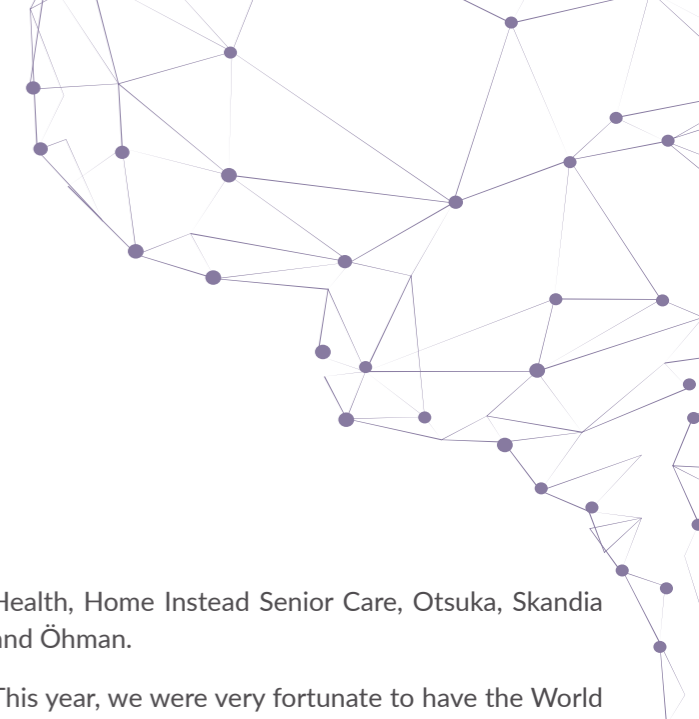 Health, Home Instead Senior Care, Otsuka, Skandia
and Öhman.
This year, we were very fortunate to have the World